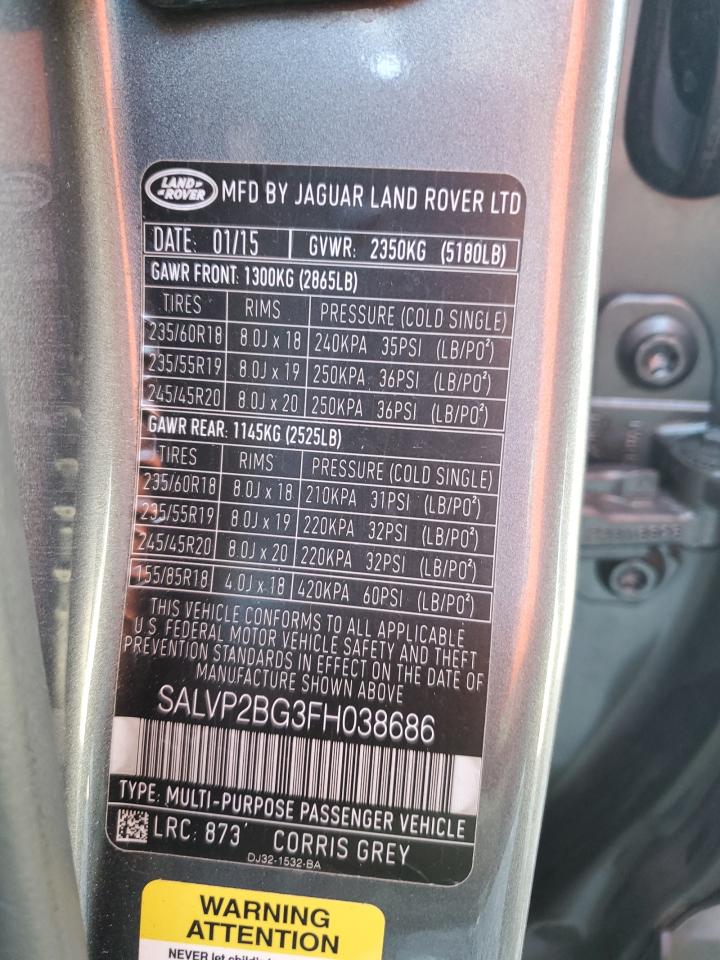 LAND- -ROVER MFD BY JAGUAR LAND ROVER LTD
DATE: 01/15 GVWR: 2350KG (5180LB)
GAWR FRONT: 1300KG (2865LB)
TIRES RIMS PRESSURE (COLD SINGLE)
235/60R18 8.0J x 18 240KPA 35PSI (LB/PO²)
235/55R19 8.0J x 19 250KPA 36PSI (LB/PO²)
245/45R20 8.0J x 20 250KPA 36PSI (LB/PO²)
GAWR REAR: 1145KG (2525LB)
TIRES RIMS PRESSURE (COLD SINGLE)
235/60R18 8.0J x 18 210KPA 31PSI (LB/PO²)
235/55R19 8.0J x 19 220KPA 32PSI (LB/PO²)
245/45R20 8.0J x 20 220KPA 32PSI (LB/PO²)
155/85R18 4.0J x 18 420KPA 60PSI (LB/PO²)
THIS VEHICLE CONFORMS TO ALL APPLICABLE
U.S. FEDERAL MOTOR VEHICLE SAFETY AND THEFT
PREVENTION STANDARDS IN EFFECT ON THE DATE OF
MANUFACTURE SHOWN ABOVE
SALVP2BG3FH038686
TYPE: MULTI-PURPOSE PASSENGER VEHICLE
LRC: 873 CORRIS GREY
DJ32-1532-BA
WARNING
ATTENTION
NEVER let